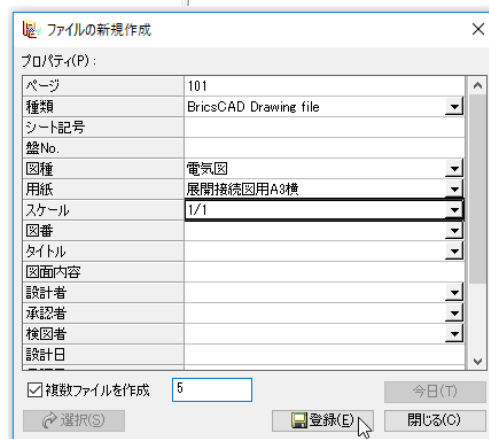 ファイルの新規作成
プロパティ(P):
ページ 101
種類 BricsCAD Drawing file
シート記号
盤No.
図種 電気図
用紙 展開接続図用A3横
スケール 1/1
図番
タイトル
図面内容
設計者
承認者
検図者
設計日
複数ファイルを作成 5 今日(T)
選択(S) 登録(E) 閉じる(C)